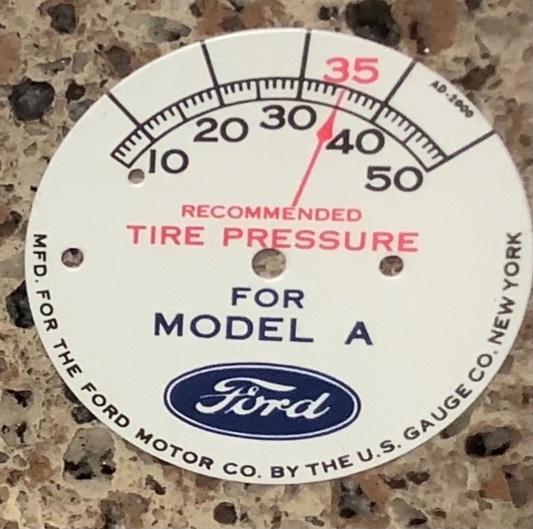 35
AD-2000
10 20 30 40 50
RECOMMENDED
TIRE PRESSURE
FOR
MODEL A
Ford
MFD. FOR THE FORD MOTOR CO. BY THE U.S. GAUGE CO. NEW YORK